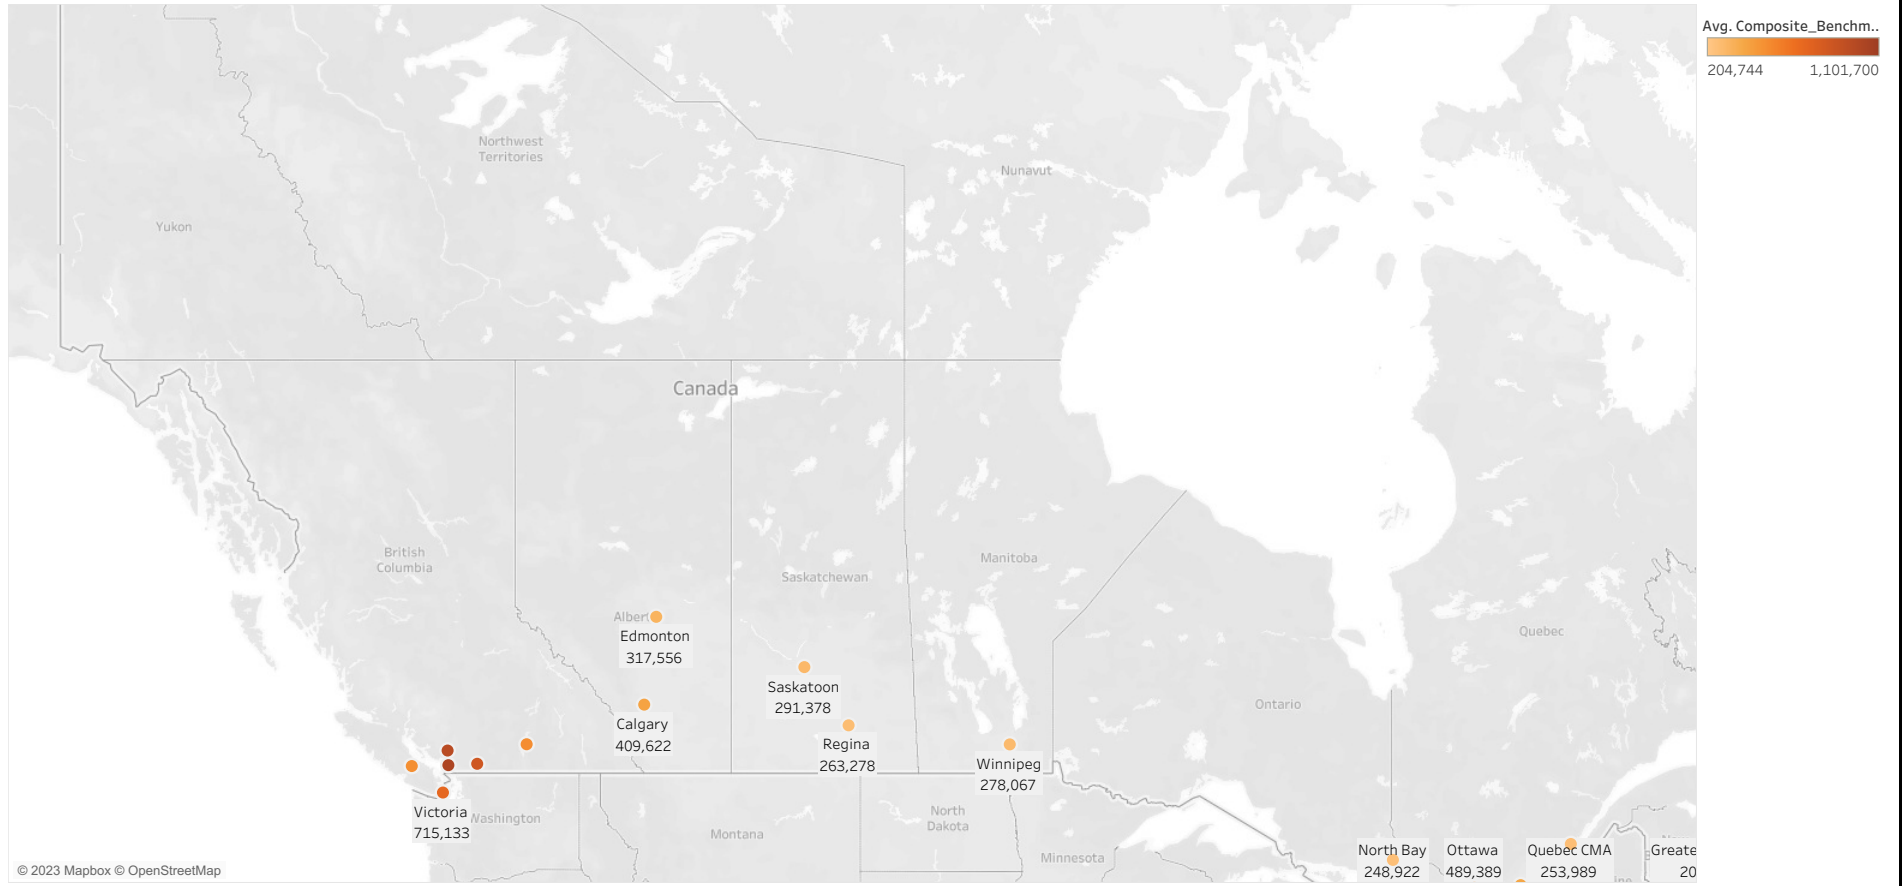 Avg. Composite_Benchm..
204,744 1,101,700
Northwest
Territories
Nunavut
Yukon
Canada
British
Columbia
Manitoba
Saskatchewan
Edmonton
317,556
Quebec
Saskatoon
291,378
Ontario
Calgary
409,622
Regina
263,278
Winnipeg
278,067
Victoria
715,133
Washington
North
Dakota
Montana
Minnesota
North Bay
248,922
Ottawa
489,389
Quebec CMA
253,989
Greate
20
© 2023 Mapbox © OpenStreetMap